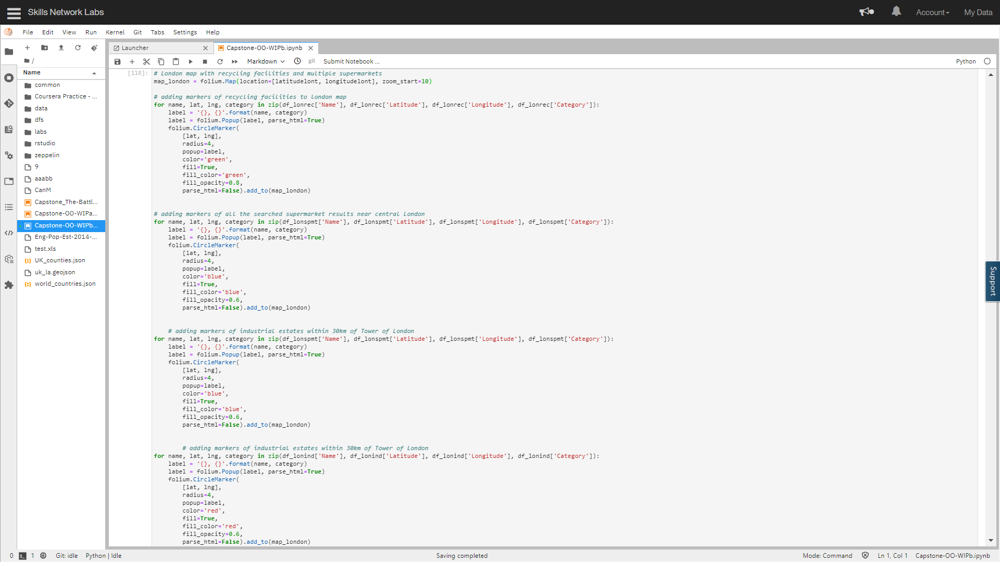 Skills Network Labs
Account
My Data
File Edit View Run Kernel Git Tabs Settings Help
Launcher
Capstone-OO-WIPb.ipynb
/
Markdown
git
Submit Notebook ...
Python
Name
common
Coursera Practice - ...
data
dfs
labs
rstudio
zeppelin
9
aaabb
CanM
Capstone_The-Battl...
Capstone-OO-WIPa...
Capstone-OO-WIPb...
Eng-Pop-Est-2014-...
test.xls
UK_counties.json
uk_la.geojson
world_countries.json
[118]:
# London map with recycling facilities and multiple supermarkets
map_london = folium.Map(location=[latitudelont, longitudelont], zoom_start=10)
# adding markers of recycling facilities to London map
for name, lat, lng, category in zip(df_lonrec['Name'], df_lonrec['Latitude'], df_lonrec['Longitude'], df_lonrec['Category']):
    label = '{}, {}'.format(name, category)
    label = folium.Popup(label, parse_html=True)
    folium.CircleMarker(
        [lat, lng],
        radius=4,
        popup=label,
        color='green',
        fill=True,
        fill_color='green',
        fill_opacity=0.8,
        parse_html=False).add_to(map_london)
# adding markers of all the searched supermarket results near central London
for name, lat, lng, category in zip(df_lonspmt['Name'], df_lonspmt['Latitude'], df_lonspmt['Longitude'], df_lonspmt['Category']):
    label = '{}, {}'.format(name, category)
    label = folium.Popup(label, parse_html=True)
    folium.CircleMarker(
        [lat, lng],
        radius=4,
        popup=label,
        color='blue',
        fill=True,
        fill_color='blue',
        fill_opacity=0.6,
        parse_html=False).add_to(map_london)
    # adding markers of industrial estates within 30km of Tower of London
for name, lat, lng, category in zip(df_lonspmt['Name'], df_lonspmt['Latitude'], df_lonspmt['Longitude'], df_lonspmt['Category']):
    label = '{}, {}'.format(name, category)
    label = folium.Popup(label, parse_html=True)
    folium.CircleMarker(
        [lat, lng],
        radius=4,
        popup=label,
        color='blue',
        fill=True,
        fill_color='blue',
        fill_opacity=0.6,
        parse_html=False).add_to(map_london)
        # adding markers of industrial estates within 30km of Tower of London
for name, lat, lng, category in zip(df_lonind['Name'], df_lonind['Latitude'], df_lonind['Longitude'], df_lonind['Category']):
    label = '{}, {}'.format(name, category)
    label = folium.Popup(label, parse_html=True)
    folium.CircleMarker(
        [lat, lng],
        radius=4,
        popup=label,
        color='red',
        fill=True,
        fill_color='red',
        fill_opacity=0.6,
        parse_html=False).add_to(map_london)
Support
0
1
Git: idle
Python | Idle
Saving completed
Mode: Command
Ln 1, Col 1
Capstone-OO-WIPb.ipynb